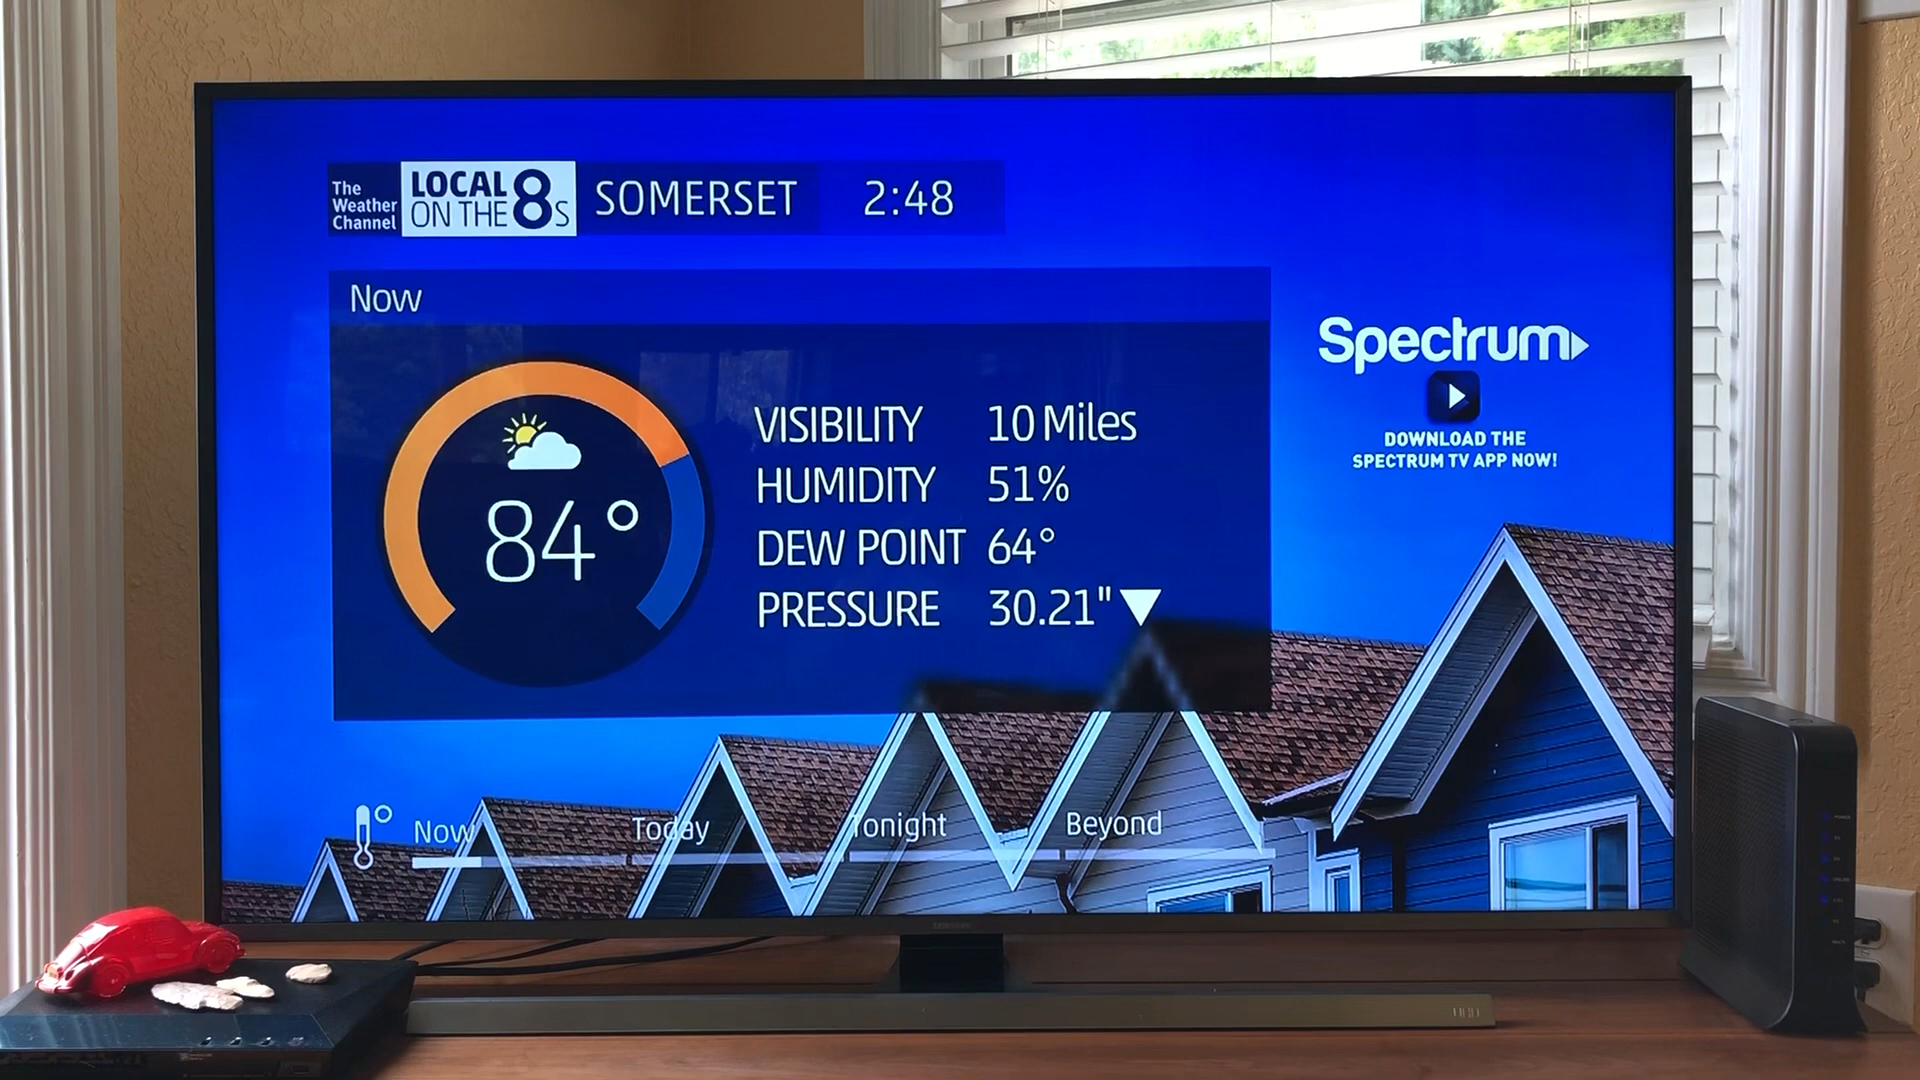 The
Weather
Channel
LOCAL
ON THE 8s
SOMERSET 2:48
Now
84°
VISIBILITY 10 Miles
HUMIDITY 51%
DEW POINT 64°
PRESSURE 30.21"▼
Spectrum
DOWNLOAD THE
SPECTRUM TV APP NOW!
Now Today Tonight Beyond
SAMSUNG